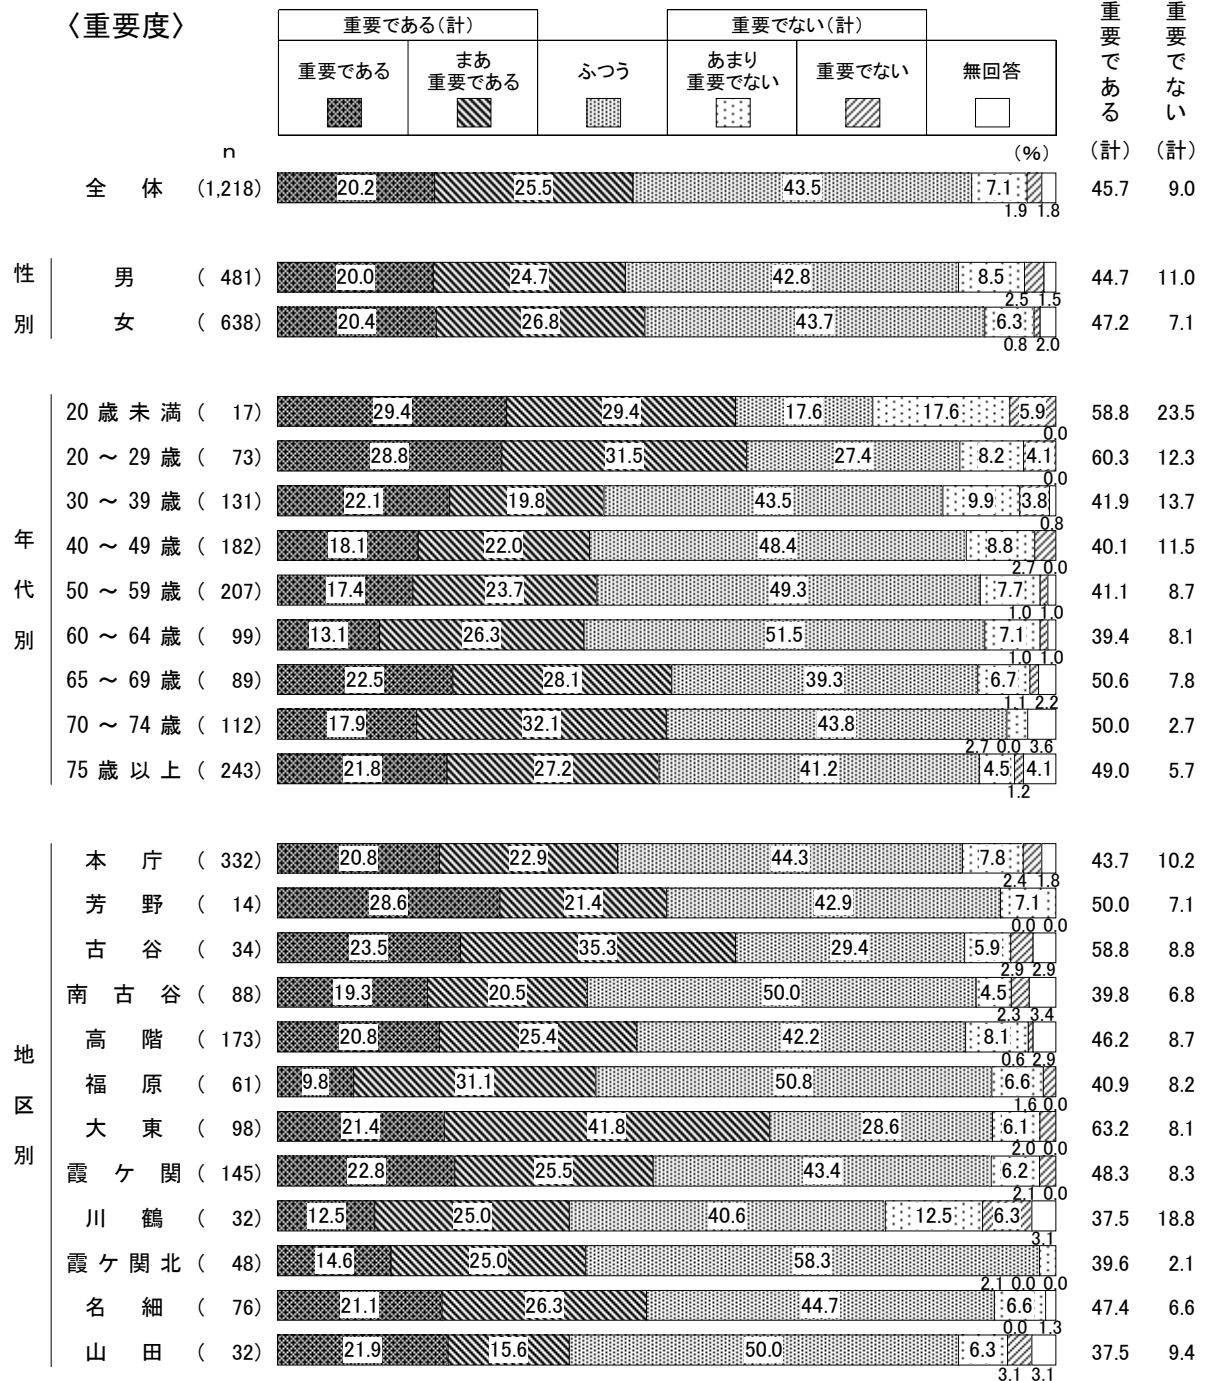 〈重要度〉
重要である(計) 重要でない(計)
重要である まあ重要である ふつう あまり重要でない 重要でない 無回答
重要である(計) 重要でない(計)
n (%)
全体 (1,218) 20.2 25.5 43.5 7.1 1.9 1.8 45.7 9.0
性別
男 ( 481) 20.0 24.7 42.8 8.5 2.5 1.5 44.7 11.0
女 ( 638) 20.4 26.8 43.7 6.3 0.8 2.0 47.2 7.1
年代別
20歳未満 ( 17) 29.4 29.4 17.6 17.6 5.9 0.0 58.8 23.5
20～29歳 ( 73) 28.8 31.5 27.4 8.2 4.1 0.0 60.3 12.3
30～39歳 ( 131) 22.1 19.8 43.5 9.9 3.8 0.8 41.9 13.7
40～49歳 ( 182) 18.1 22.0 48.4 8.8 2.7 0.0 40.1 11.5
50～59歳 ( 207) 17.4 23.7 49.3 7.7 1.0 1.0 41.1 8.7
60～64歳 ( 99) 13.1 26.3 51.5 7.1 1.0 1.0 39.4 8.1
65～69歳 ( 89) 22.5 28.1 39.3 6.7 1.1 2.2 50.6 7.8
70～74歳 ( 112) 17.9 32.1 43.8 2.7 0.0 3.6 50.0 2.7
75歳以上 ( 243) 21.8 27.2 41.2 4.5 1.2 4.1 49.0 5.7
地区別
本庁 ( 332) 20.8 22.9 44.3 7.8 2.4 1.8 43.7 10.2
芳野 ( 14) 28.6 21.4 42.9 7.1 0.0 0.0 50.0 7.1
古谷 ( 34) 23.5 35.3 29.4 5.9 2.9 2.9 58.8 8.8
南古谷 ( 88) 19.3 20.5 50.0 4.5 2.3 3.4 39.8 6.8
高階 ( 173) 20.8 25.4 42.2 8.1 0.6 2.9 46.2 8.7
福原 ( 61) 9.8 31.1 50.8 6.6 1.6 0.0 40.9 8.2
大東 ( 98) 21.4 41.8 28.6 6.1 2.0 0.0 63.2 8.1
霞ケ関 ( 145) 22.8 25.5 43.4 6.2 2.1 0.0 48.3 8.3
川鶴 ( 32) 12.5 25.0 40.6 12.5 6.3 3.1 37.5 18.8
霞ケ関北 ( 48) 14.6 25.0 58.3 2.1 0.0 0.0 39.6 2.1
名細 ( 76) 21.1 26.3 44.7 6.6 0.0 1.3 47.4 6.6
山田 ( 32) 21.9 15.6 50.0 6.3 3.1 3.1 37.5 9.4